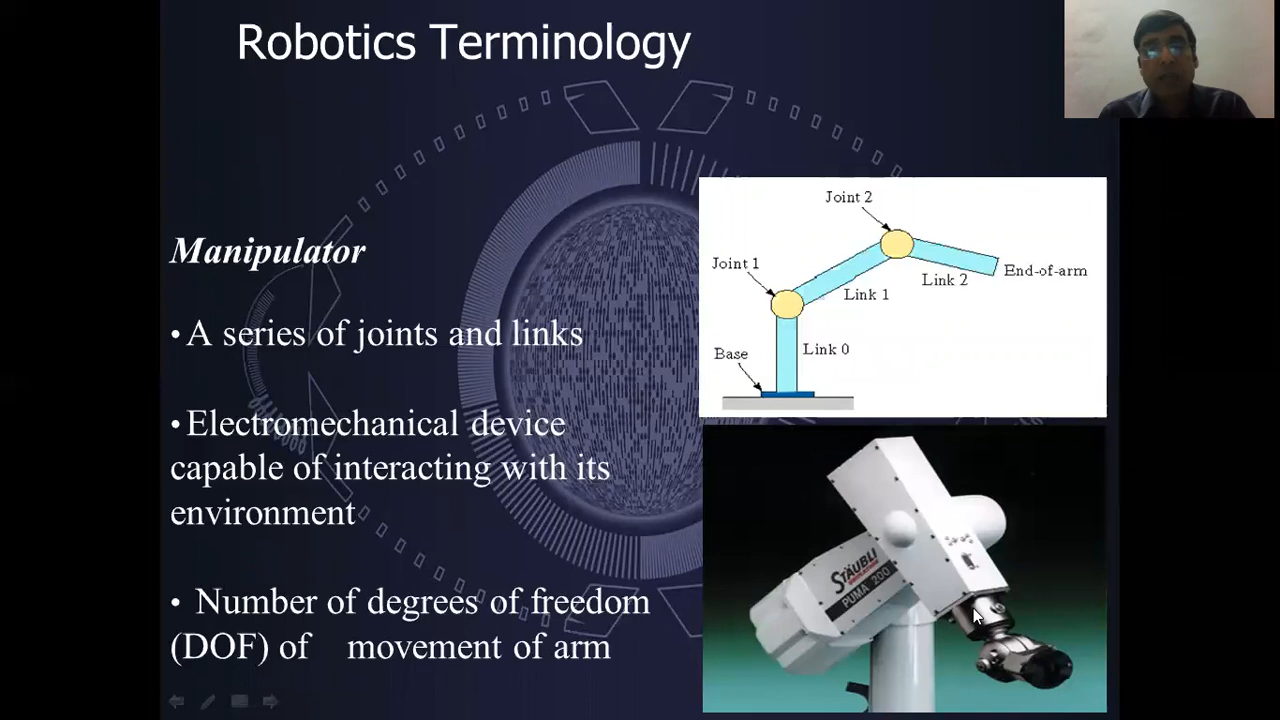 Robotics Terminology
Manipulator
• A series of joints and links
• Electromechanical device
capable of interacting with its
environment
• Number of degrees of freedom
(DOF) of movement of arm
Joint 2
Joint 1
End-of-arm
Link 2
Link 1
Base
Link 0
STÄUBLI
PUMA 200